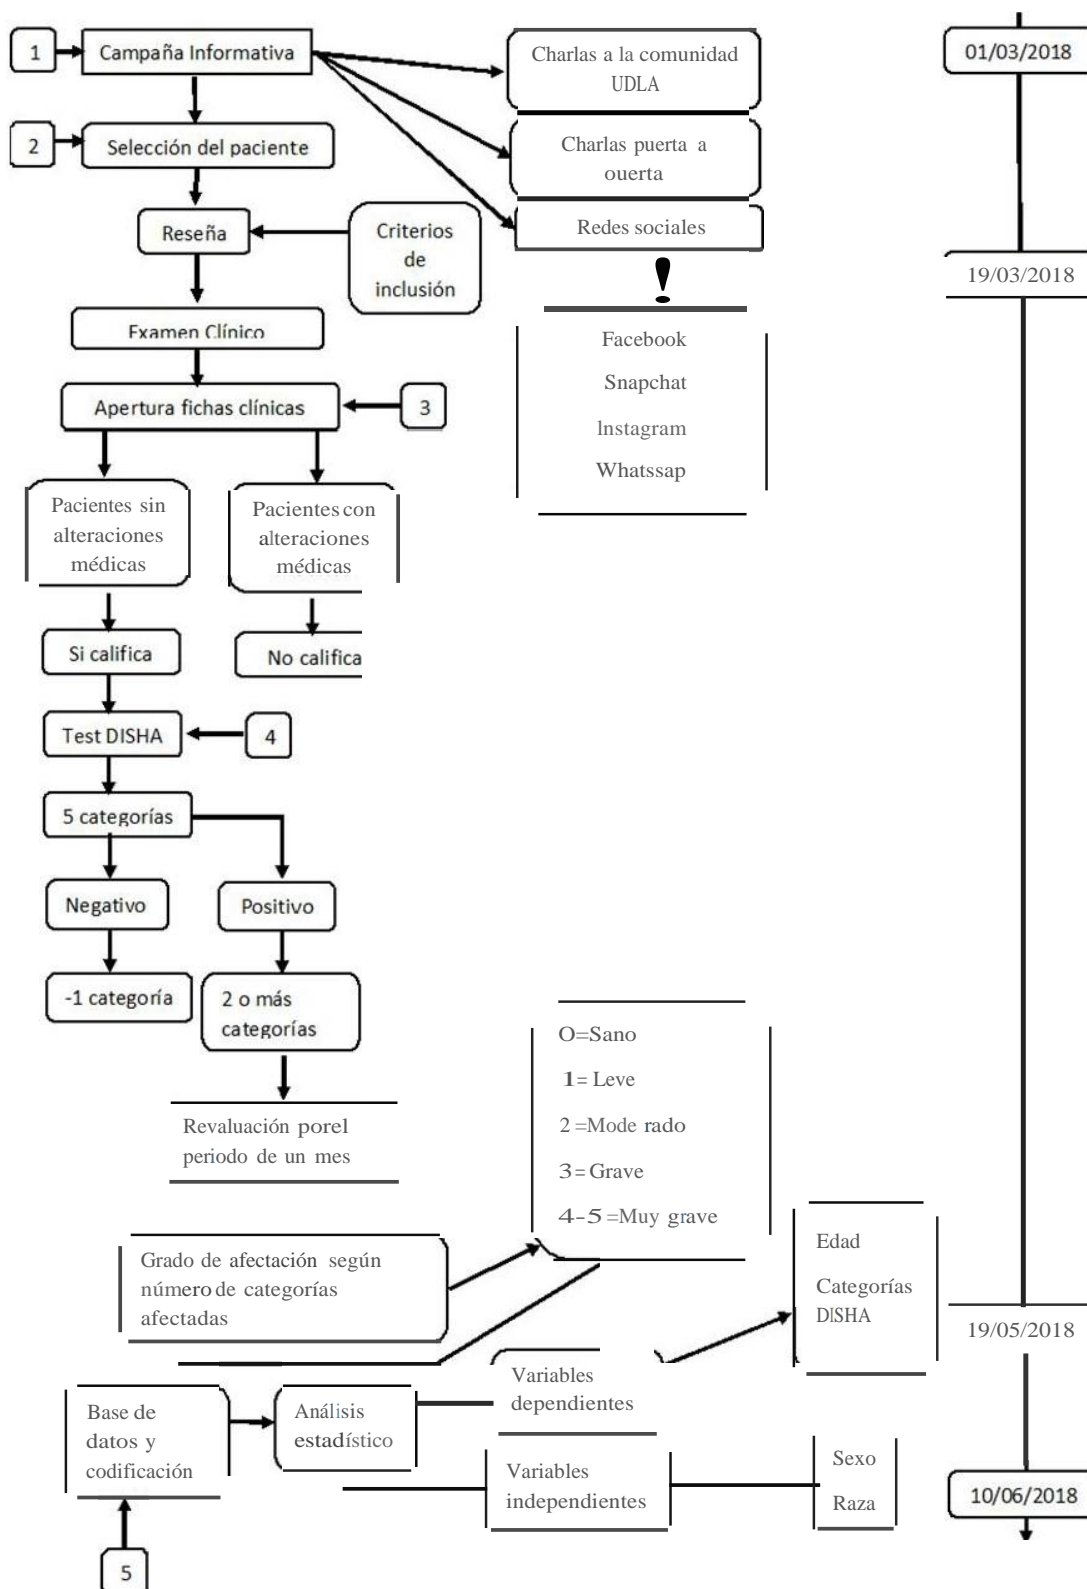 1
Campaña Informativa
Charlas a la comunidad
UDLA
01/03/2018
2
Selección del paciente
Charlas puerta a
ouerta
Reseña
Criterios
de
inclusión
Redes sociales
!
19/03/2018
Examen Clínico
Facebook
Snapchat
Instagram
Whatssap
Apertura fichas clínicas
3
Pacientes sin
alteraciones
médicas
Pacientes con
alteraciones
médicas
Si califica
No califica
Test DISHA
4
5 categorías
Negativo
Positivo
-1 categoría
2 o más
categorías
Revaluación porel
periodo de un mes
O=Sano
1= Leve
2 =Mode rado
3= Grave
4-5 =Muy grave
Grado de afectación según
número de categorías
afectadas
Edad
Categorías
DISHA
19/05/2018
Base de
datos y
codificación
Análisis
estadístico
Variables
dependientes
Variables
independientes
Sexo
Raza
10/06/2018
5